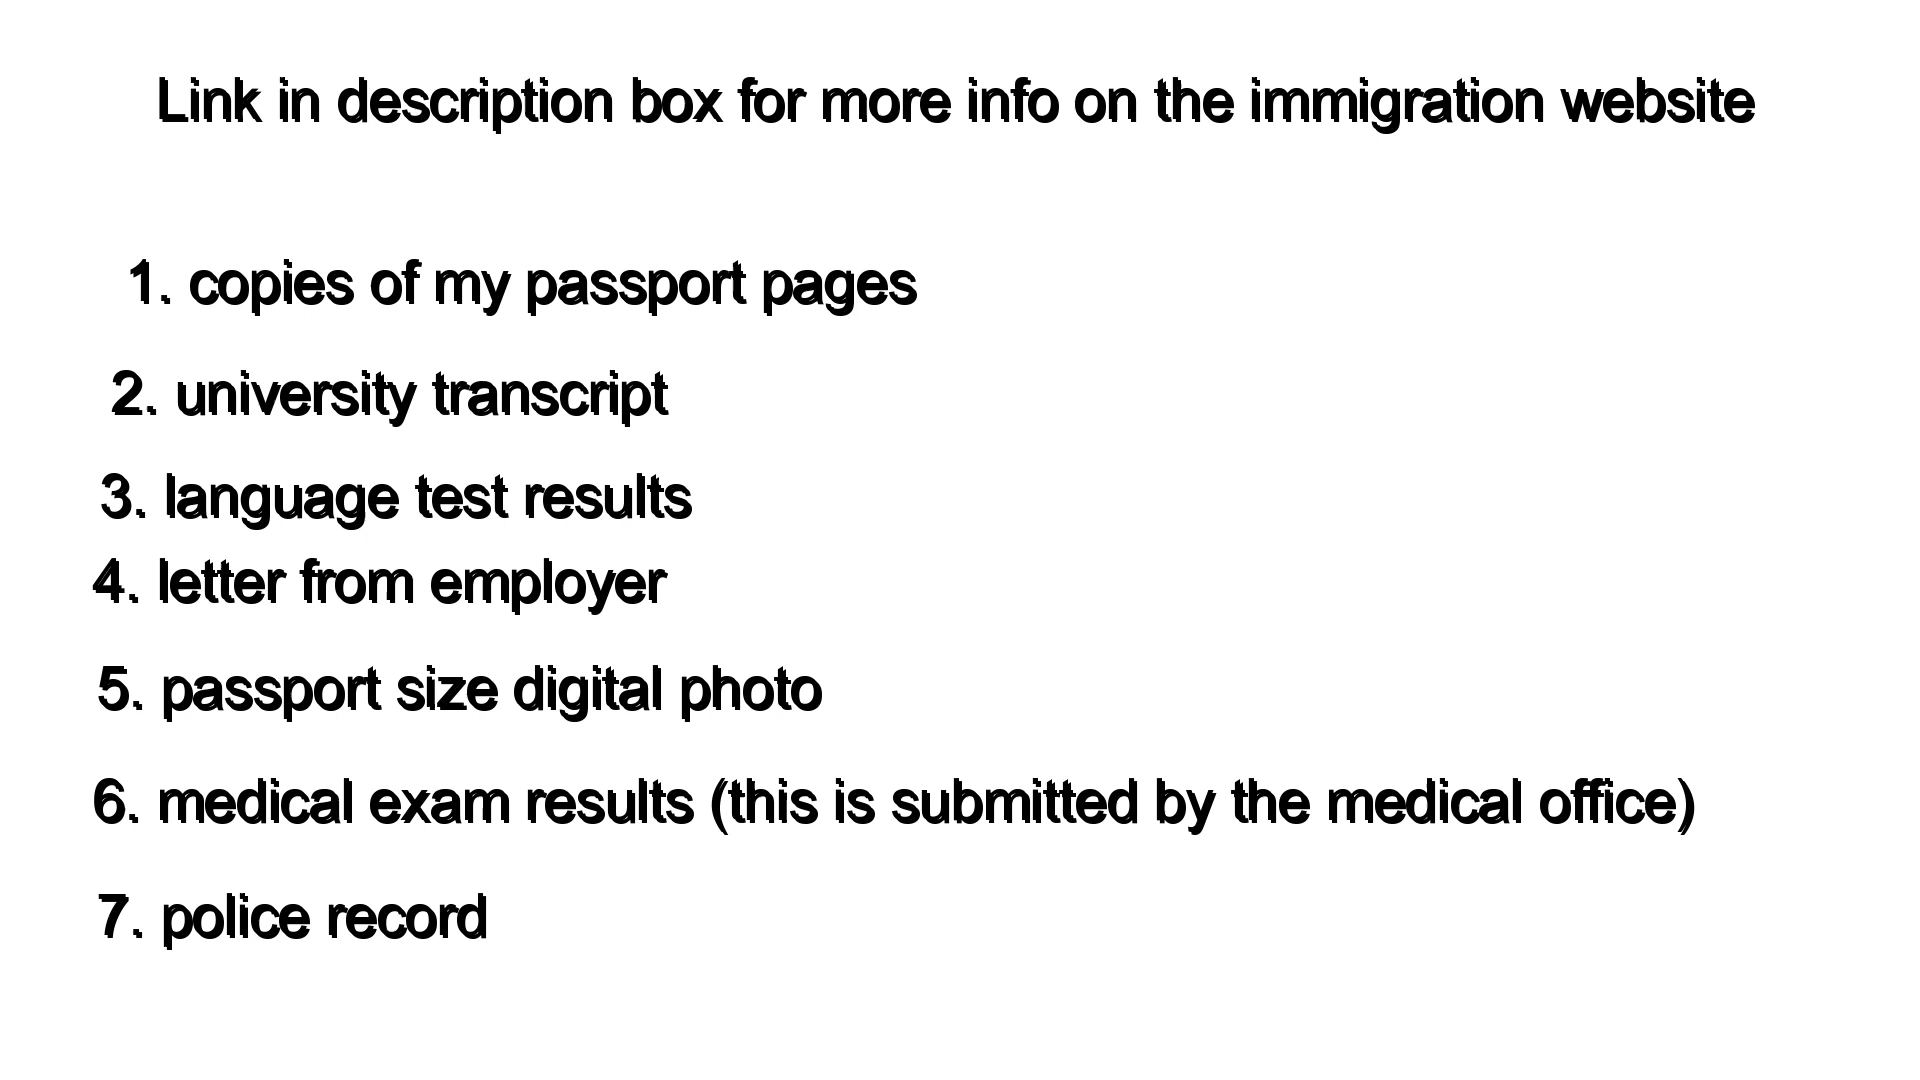 Link in description box for more info on the immigration website
1. copies of my passport pages
2. university transcript
3. language test results
4. letter from employer
5. passport size digital photo
6. medical exam results (this is submitted by the medical office)
7. police record